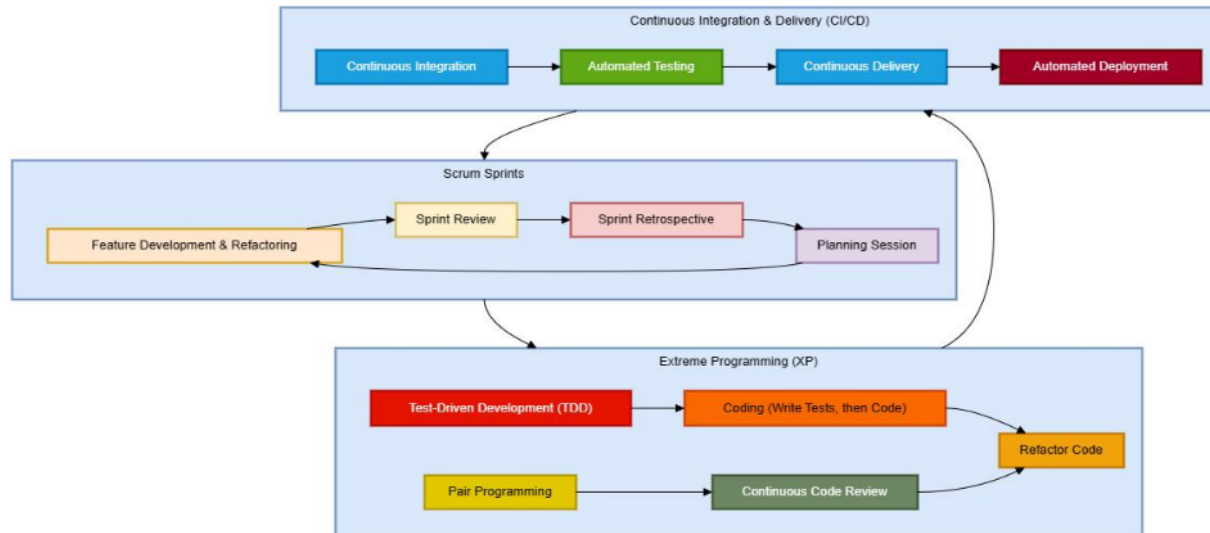 Continuous Integration & Delivery (CI/CD)
Continuous Integration
Automated Testing
Continuous Delivery
Automated Deployment
Scrum Sprints
Sprint Review
Sprint Retrospective
Feature Development & Refactoring
Planning Session
Extreme Programming (XP)
Test-Driven Development (TDD)
Coding (Write Tests, then Code)
Refactor Code
Pair Programming
Continuous Code Review